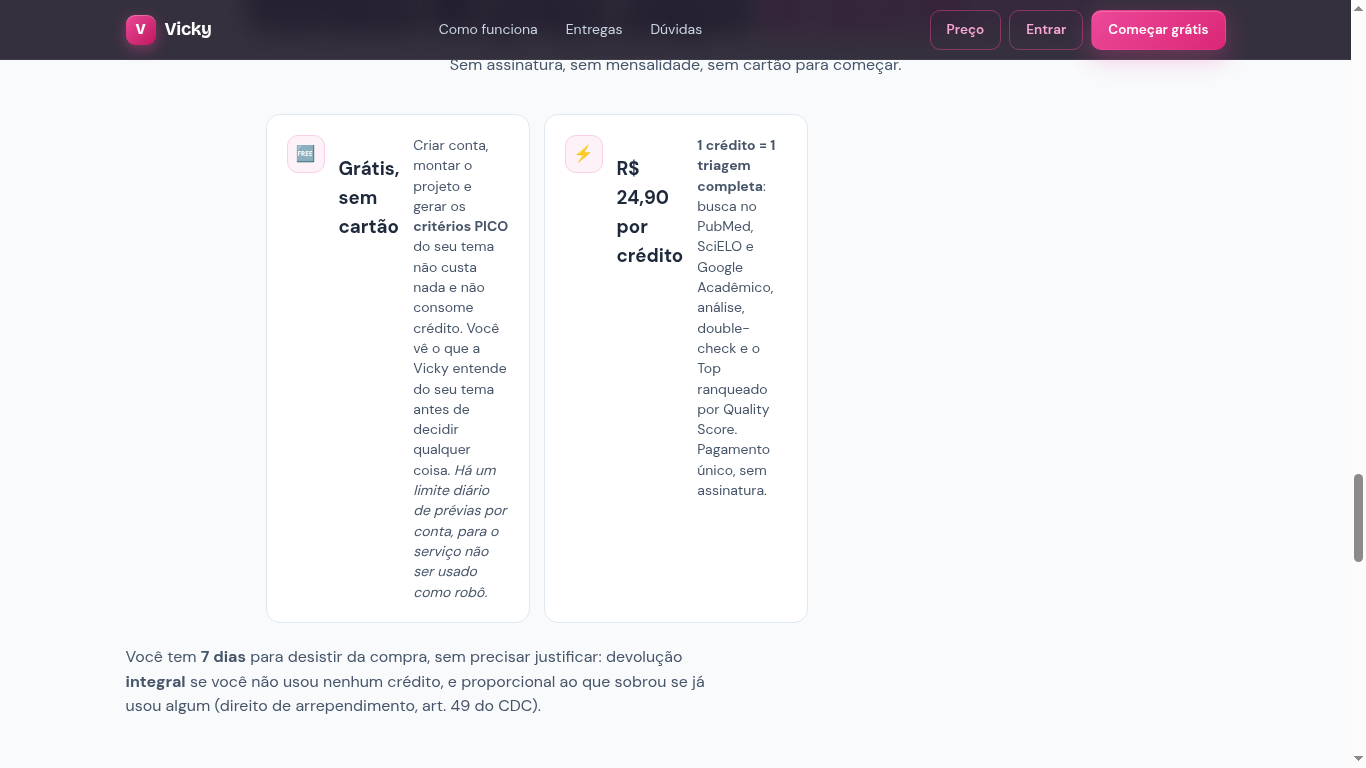 V Vicky
Como funciona
Entregas
Dúvidas
Preço
Entrar
Começar grátis
Sem assinatura, sem mensalidade, sem cartão para começar.
FREE
Grátis,
sem
cartão
Criar conta,
montar o
projeto e
gerar os
critérios PICO
do seu tema
não custa
nada e não
consome
crédito. Você
vê o que a
Vicky entende
do seu tema
antes de
decidir
qualquer
coisa. Há um
limite diário
de prévias por
conta, para o
serviço não
ser usado
como robô.
R$
24,90
por
crédito
1 crédito = 1
triagem
completa:
busca no
PubMed,
SciELO e
Google
Acadêmico,
análise,
double-
check e o
Top
ranqueado
por Quality
Score.
Pagamento
único, sem
assinatura.
Você tem 7 dias para desistir da compra, sem precisar justificar: devolução
integral se você não usou nenhum crédito, e proporcional ao que sobrou se já
usou algum (direito de arrependimento, art. 49 do CDC).